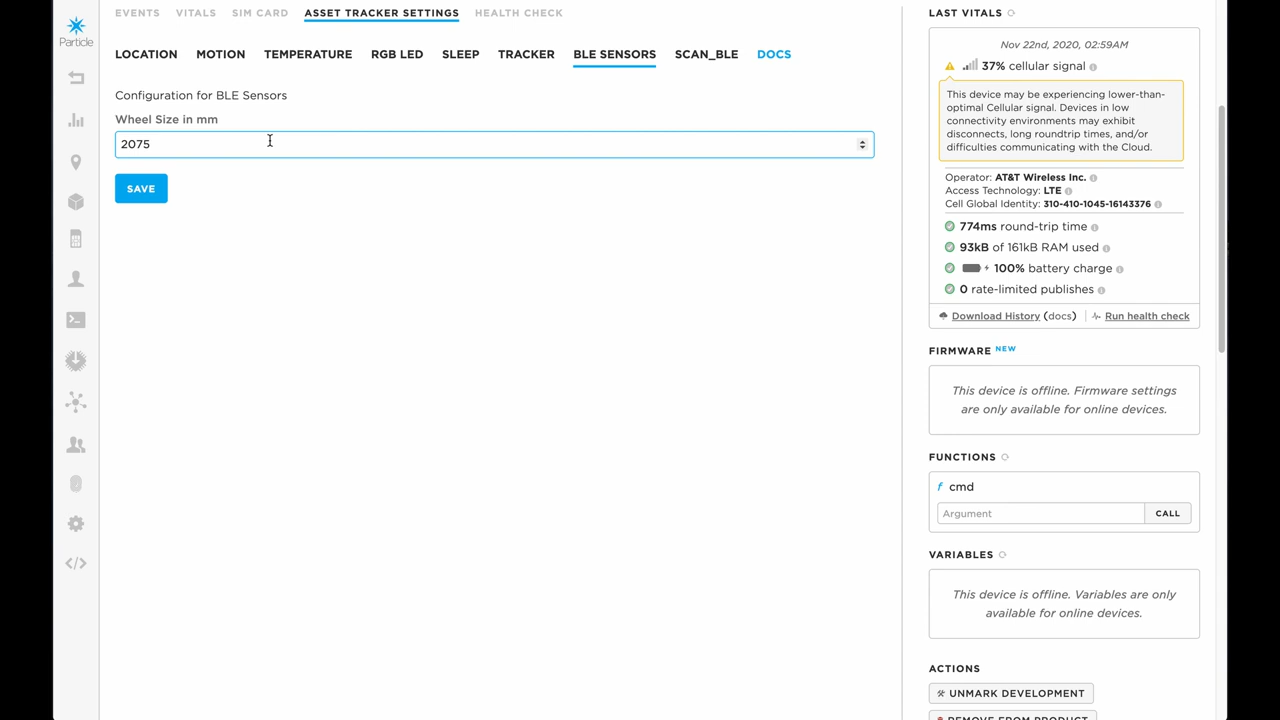 Particle
EVENTS VITALS SIM CARD ASSET TRACKER SETTINGS HEALTH CHECK
LOCATION MOTION TEMPERATURE RGB LED SLEEP TRACKER BLE SENSORS SCAN_BLE DOCS
Configuration for BLE Sensors
Wheel Size in mm
2075
SAVE
LAST VITALS
Nov 22nd, 2020, 02:59AM
37% cellular signal
This device may be experiencing lower-than-
optimal Cellular signal. Devices in low
connectivity environments may exhibit
disconnects, long roundtrip times, and/or
difficulties communicating with the Cloud.
Operator: AT&T Wireless Inc.
Access Technology: LTE
Cell Global Identity: 310-410-1045-16143376
774ms round-trip time
93kB of 161kB RAM used
100% battery charge
0 rate-limited publishes
Download History (docs) Run health check
FIRMWARE NEW
This device is offline. Firmware settings
are only available for online devices.
FUNCTIONS
f cmd
Argument CALL
VARIABLES
This device is offline. Variables are only
available for online devices.
ACTIONS
UNMARK DEVELOPMENT
REMOVE FROM PRODUCT